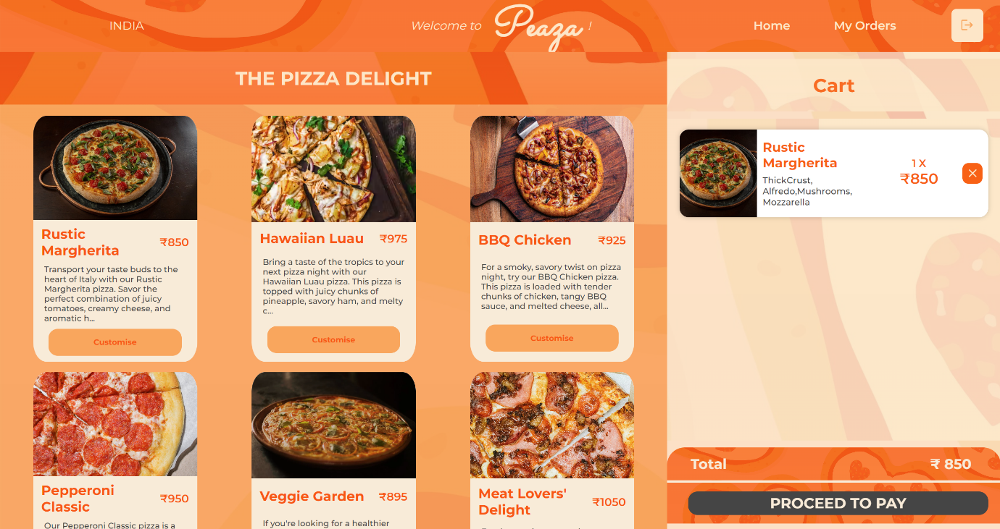 INDIA
Welcome to Peaza !
Home
My Orders
THE PIZZA DELIGHT
Rustic
Margherita
₹850
Transport your taste buds to the
heart of Italy with our Rustic
Margherita pizza. Savor the
perfect combination of juicy
tomatoes, creamy cheese, and
aromatic h...
Customise
Hawaiian Luau
₹975
Bring a taste of the tropics to your
next pizza night with our
Hawaiian Luau pizza. This pizza is
topped with juicy chunks of
pineapple, savory ham, and melty
c...
Customise
BBQ Chicken
₹925
For a smoky, savory twist on pizza
night, try our BBQ Chicken pizza.
This pizza is loaded with tender
chunks of chicken, tangy BBQ
sauce, and melted cheese, all...
Customise
Pepperoni
Classic
₹950
Our Pepperoni Classic pizza is a
Veggie Garden
₹895
If you're looking for a healthier
Meat Lovers'
Delight
₹1050
Cart
Rustic
Margherita
ThickCrust,
Alfredo,Mushrooms,
Mozzarella
1 X
₹850
Total
₹ 850
PROCEED TO PAY